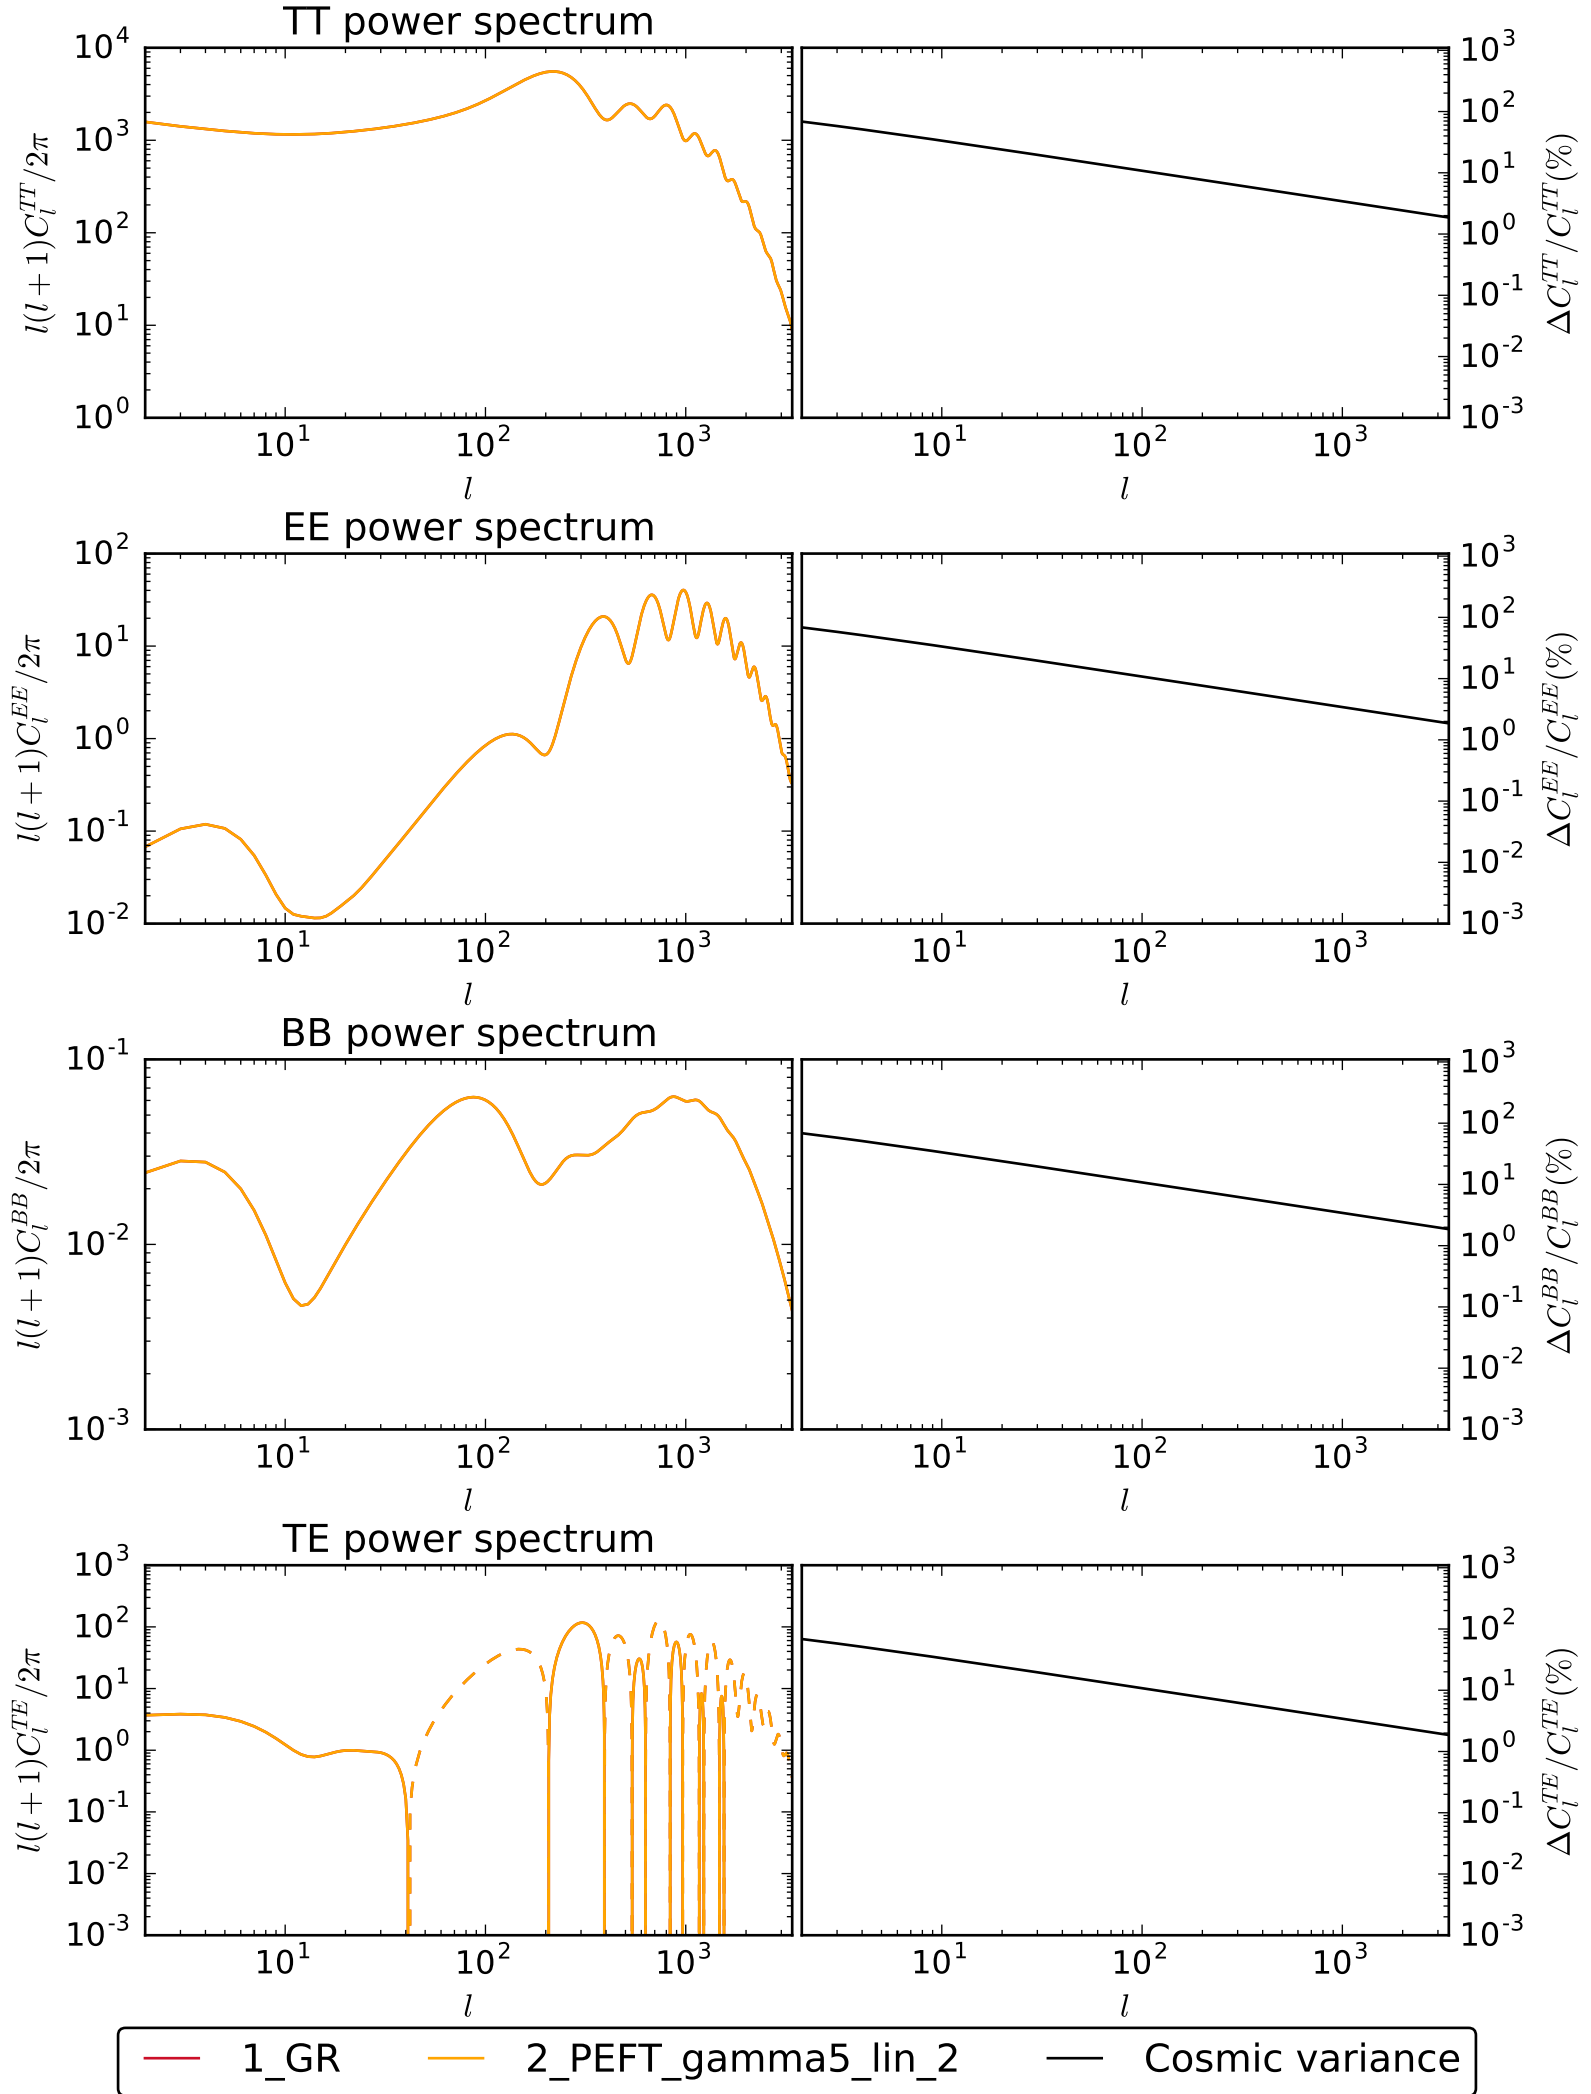 TT power spectrum
10^4
10^3
10^2
10^1
10^0
l(l+1)C_l^{TT}/2π
10^1 10^2 10^3
l
10^3
10^2
10^1
10^0
10^-1
10^-2
10^-3
ΔC_l^{TT}/C_l^{TT}(%)
10^1 10^2 10^3
l
EE power spectrum
10^2
10^1
10^0
10^-1
10^-2
l(l+1)C_l^{EE}/2π
10^1 10^2 10^3
l
10^3
10^2
10^1
10^0
10^-1
10^-2
10^-3
ΔC_l^{EE}/C_l^{EE}(%)
10^1 10^2 10^3
l
BB power spectrum
10^-1
10^-2
10^-3
l(l+1)C_l^{BB}/2π
10^1 10^2 10^3
l
10^3
10^2
10^1
10^0
10^-1
10^-2
10^-3
ΔC_l^{BB}/C_l^{BB}(%)
10^1 10^2 10^3
l
TE power spectrum
10^3
10^2
10^1
10^0
10^-1
10^-2
10^-3
l(l+1)C_l^{TE}/2π
10^1 10^2 10^3
l
10^3
10^2
10^1
10^0
10^-1
10^-2
10^-3
ΔC_l^{TE}/C_l^{TE}(%)
10^1 10^2 10^3
l
1_GR 2_PEFT_gamma5_lin_2 Cosmic variance